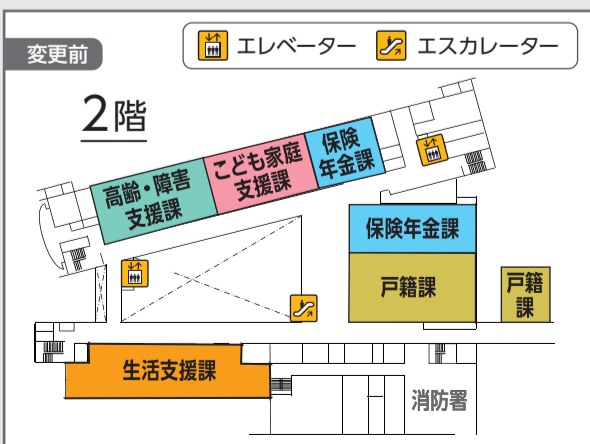 変更前
エレベーター
エスカレーター
2階
高齢・障害
支援課
こども家庭
支援課
保険
年金課
保険年金課
戸籍課
戸籍
課
生活支援課
消防署